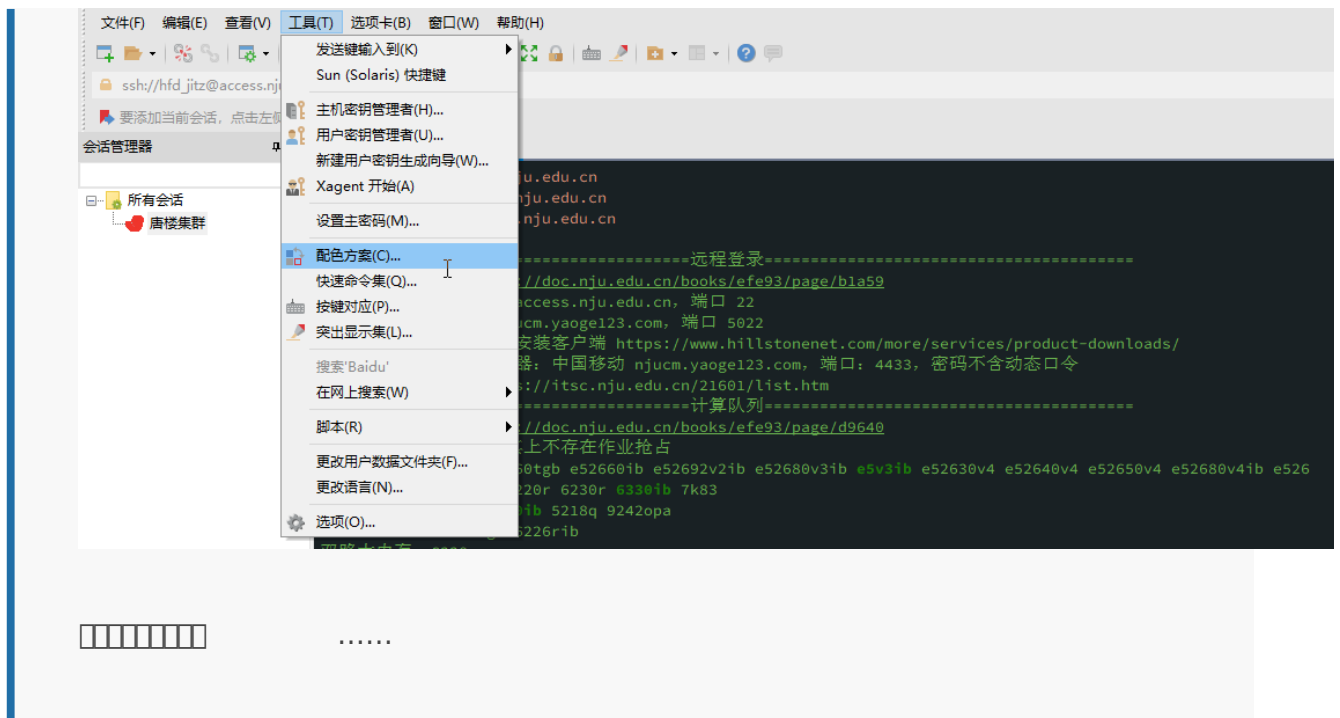 文件(F) 编辑(E) 查看(V) 工具(T) 选项卡(B) 窗口(W) 帮助(H)
发送键输入到(K)
Sun (Solaris) 快捷键
ssh://hfd_jitz@access.nj
主机密钥管理者(H)...
要添加当前会话，点击左
用户密钥管理者(U)...
会话管理器
新建用户密钥生成向导(W)...
Xagent 开始(A)
所有会话
唐楼集群
设置主密码(M)...
配色方案(C)...
快速命令集(Q)...
按键对应(P)...
突出显示集(L)...
搜索'Baidu'
在网上搜索(W)
脚本(R)
更改用户数据文件夹(F)...
更改语言(N)...
选项(O)...
ju.edu.cn
nju.edu.cn
.nju.edu.cn
==================远程登录====================================
://doc.nju.edu.cn/books/efe93/page/b1a59
access.nju.edu.cn，端口 22
ucm.yaoge123.com，端口 5022
安装客户端 https://www.hillstonenet.com/more/services/product-downloads/
器：中国移动 njucm.yaoge123.com，端口：4433，密码不含动态口令
s://itsc.nju.edu.cn/21601/list.htm
==================计算队列====================================
://doc.nju.edu.cn/books/efe93/page/d9640
上不存在作业抢占
60tgb e52660ib e52692v2ib e52680v3ib e5v3ib e52630v4 e52640v4 e52650v4 e52680v4ib e526
220r 6230r 6330ib 7k83
ib 5218q 9242opa
6226rib
......